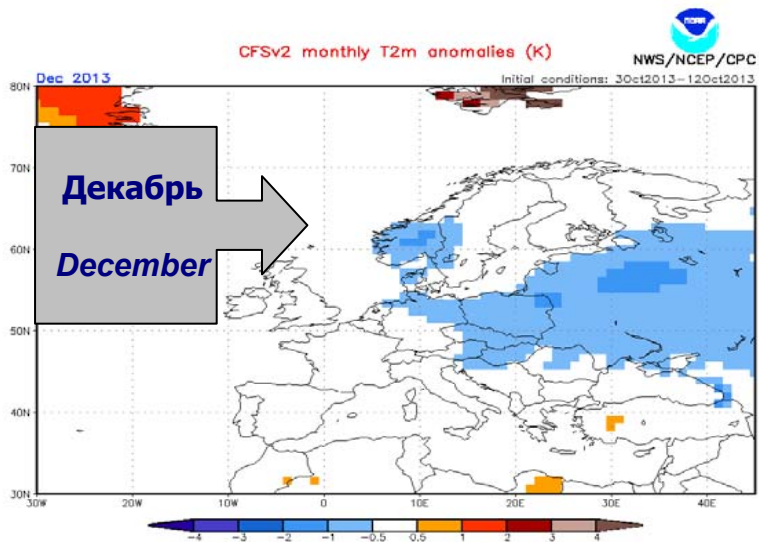 NOAA
CFSv2 monthly T2m anomalies (K)
NWS/NCEP/CPC
Dec 2013
Initial conditions: 3Oct2013-12Oct2013
80N
70N
60N
50N
40N
30N
Декабрь
December
30W 20W 10W 0 10E 20E 30E 40E
-4 -3 -2 -1 -0.5 0.5 1 2 3 4